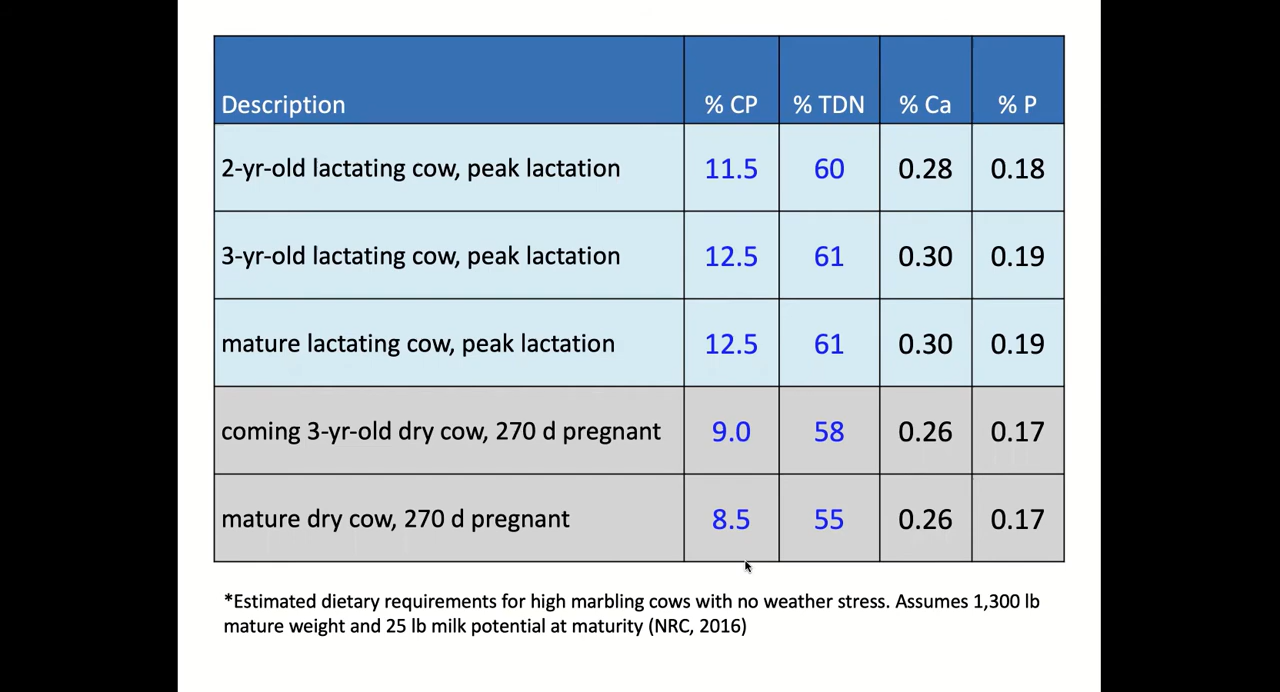 Description % CP % TDN % Ca % P
2-yr-old lactating cow, peak lactation 11.5 60 0.28 0.18
3-yr-old lactating cow, peak lactation 12.5 61 0.30 0.19
mature lactating cow, peak lactation 12.5 61 0.30 0.19
coming 3-yr-old dry cow, 270 d pregnant 9.0 58 0.26 0.17
mature dry cow, 270 d pregnant 8.5 55 0.26 0.17
*Estimated dietary requirements for high marbling cows with no weather stress. Assumes 1,300 lb
mature weight and 25 lb milk potential at maturity (NRC, 2016)